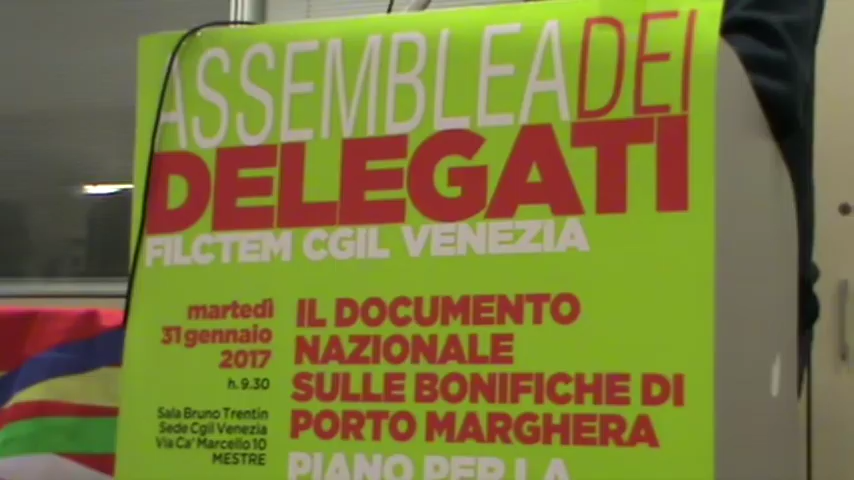 ASSEMBLEA DEI
DELEGATI
FILCTEM CGIL VENEZIA
martedì
31 gennaio
2017
h. 9.30
Sala Bruno Trentin
Sede Cgil Venezia
Via Ca' Marcello 10
MESTRE
IL DOCUMENTO
NAZIONALE
SULLE BONIFICHE DI
PORTO MARGHERA
PIANO PER LA